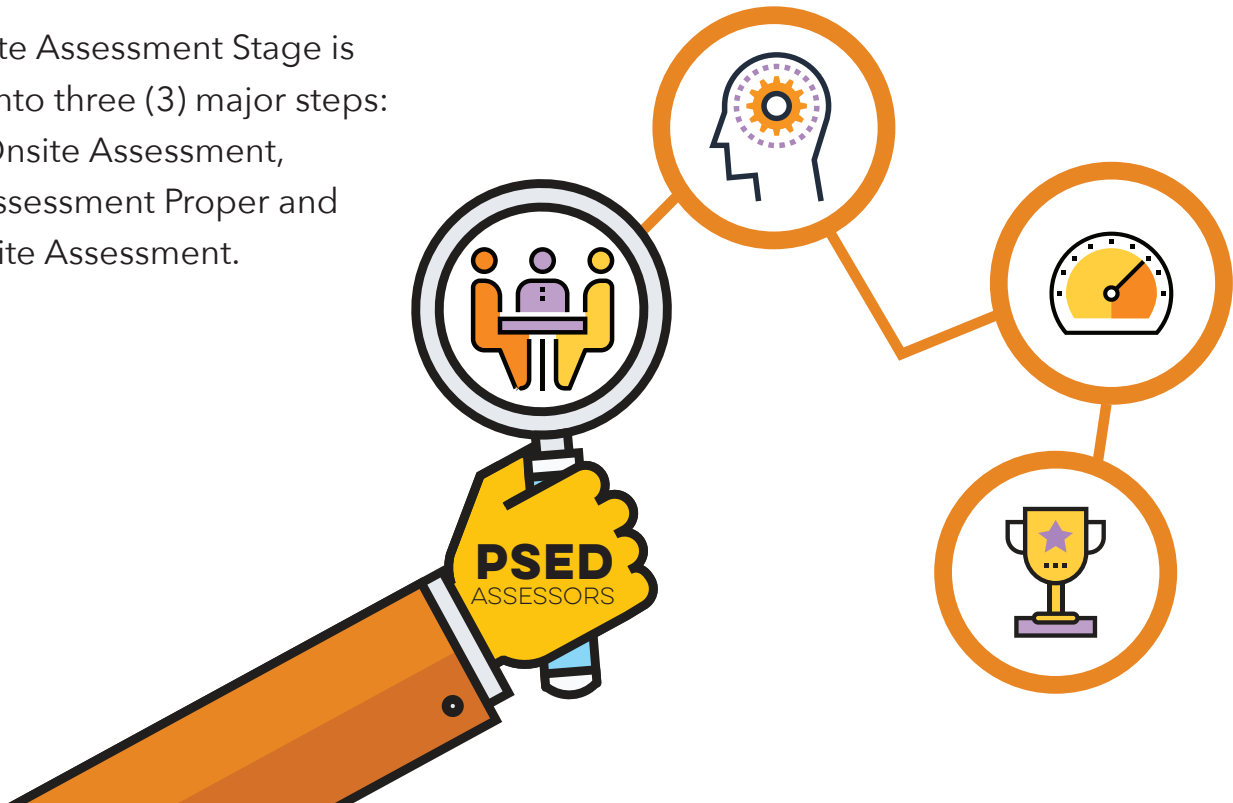 te Assessment Stage is
nto three (3) major steps:
Onsite Assessment,
ssessment Proper and
ite Assessment.
PSED
ASSESSORS